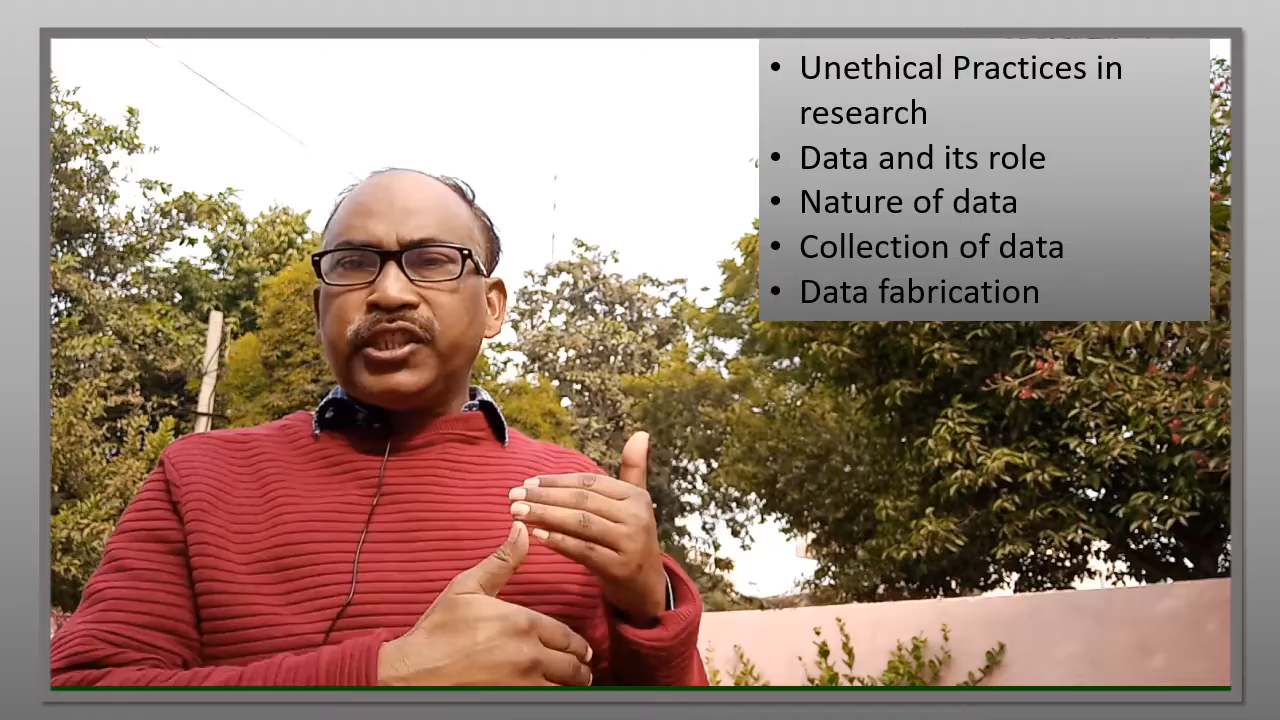 • Unethical Practices in
research
• Data and its role
• Nature of data
• Collection of data
• Data fabrication